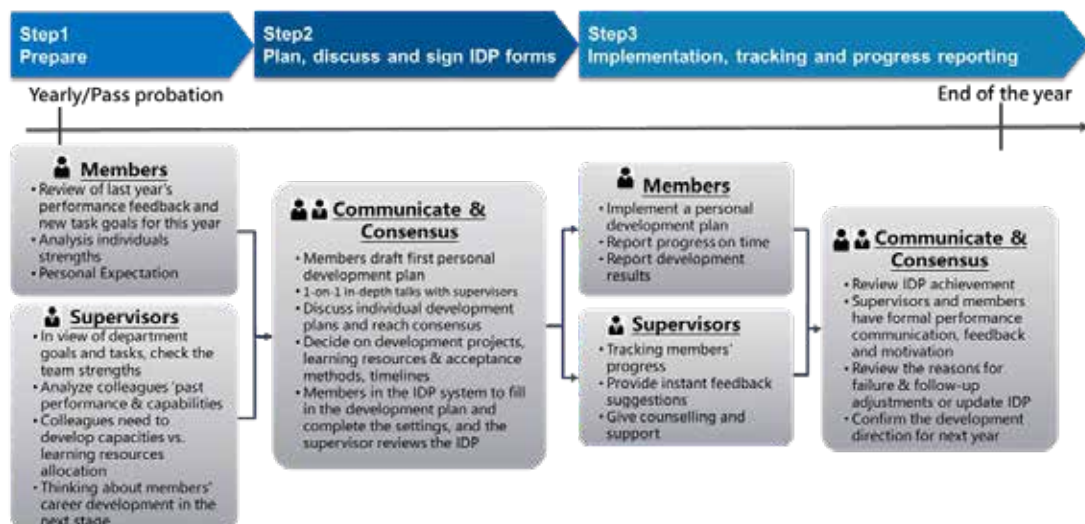 Step1
Prepare
Step2
Plan, discuss and sign IDP forms
Step3
Implementation, tracking and progress reporting
Yearly/Pass probation
End of the year
Members
• Review of last year's
performance feedback and
new task goals for this year
• Analysis individuals
strengths
• Personal Expectation
Supervisors
• In view of department
goals and tasks, check the
team strengths
• Analyze colleagues 'past
performance & capabilities
• Colleagues need to
develop capacities vs.
learning resources
allocation
• Thinking about members'
career development in the
next stage
Communicate &
Consensus
• Members draft first personal
development plan
• 1-on-1 in-depth talks with supervisors
• Discuss individual development
plans and reach consensus
• Decide on development projects,
learning resources & acceptance
methods, timelines
• Members in the IDP system to fill
in the development plan and
complete the settings, and the
supervisor reviews the IDP
Members
• Implement a personal
development plan
• Report progress on time
• Report development
results
Supervisors
• Tracking members'
progress
• Provide instant feedback
suggestions
• Give counselling and
support
Communicate &
Consensus
• Review IDP achievement
• Supervisors and members
have formal performance
communication, feedback
and motivation
• Review the reasons for
failure & follow-up
adjustments or update IDP
• Confirm the development
direction for next year